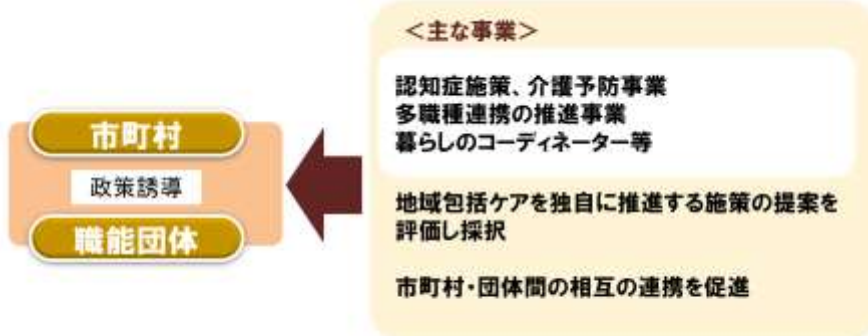 ＜主な事業＞
認知症施策、介護予防事業
多職種連携の推進事業
暮らしのコーディネーター等
市町村
政策誘導
職能団体
地域包括ケアを独自に推進する施策の提案を
評価し採択
市町村・団体間の相互の連携を促進